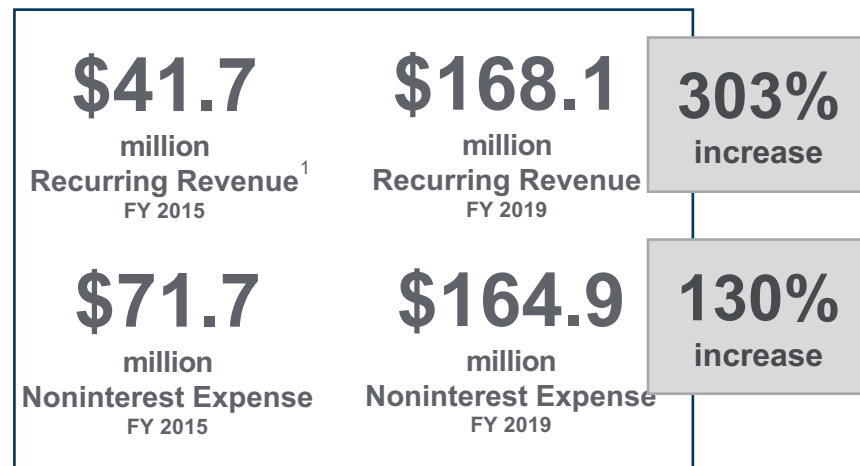 $41.7
million
Recurring Revenue1
FY 2015
$168.1
million
Recurring Revenue
FY 2019
303%
increase
$71.7
million
Noninterest Expense
FY 2015
$164.9
million
Noninterest Expense
FY 2019
130%
increase